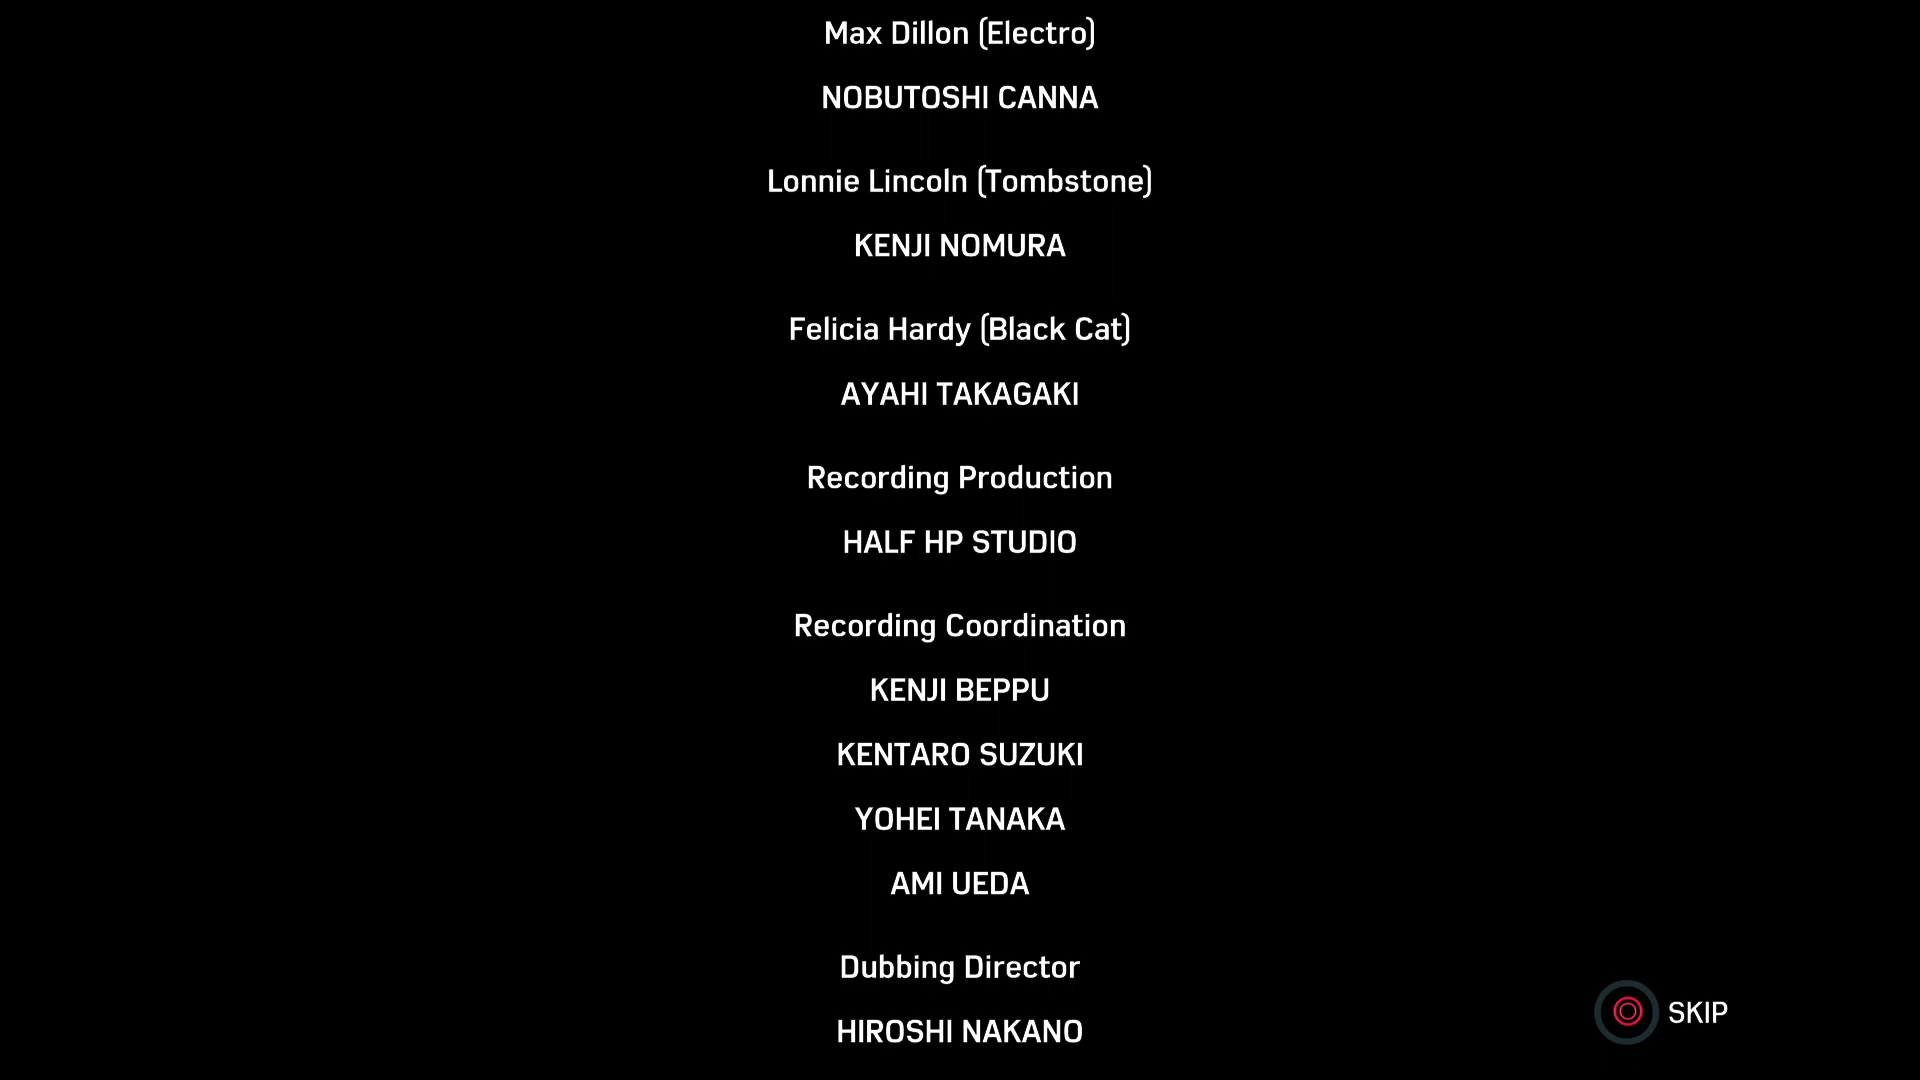 Max Dillon (Electro)
NOBUTOSHI CANNA
Lonnie Lincoln (Tombstone)
KENJI NOMURA
Felicia Hardy (Black Cat)
AYAHI TAKAGAKI
Recording Production
HALF HP STUDIO
Recording Coordination
KENJI BEPPU
KENTARO SUZUKI
YOHEI TANAKA
AMI UEDA
Dubbing Director
HIROSHI NAKANO
SKIP